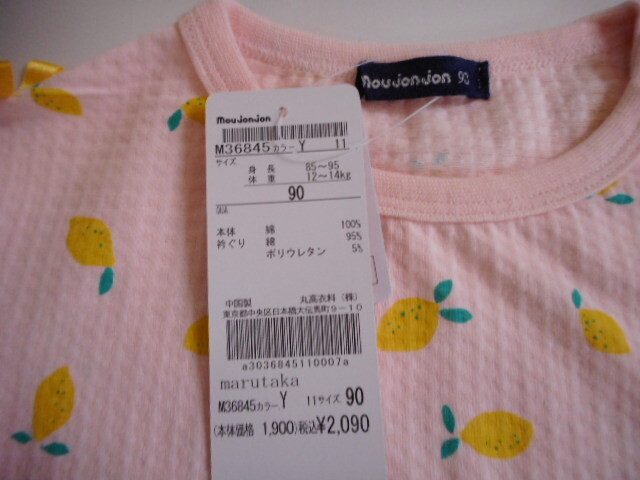 moujonjon 90
moujonjon
M36845カラー Y 11
サイズ
身長 85～95
体重 12～14kg
90
本体 綿 100%
衿ぐり 綿 95%
ポリウレタン 5%
中国製 丸高衣料(株)
東京都中央区日本橋大伝馬町9－10
a3036845110007a
marutaka
M36845カラー Y 11サイズ 90
(本体価格 1,900)税込¥2,090